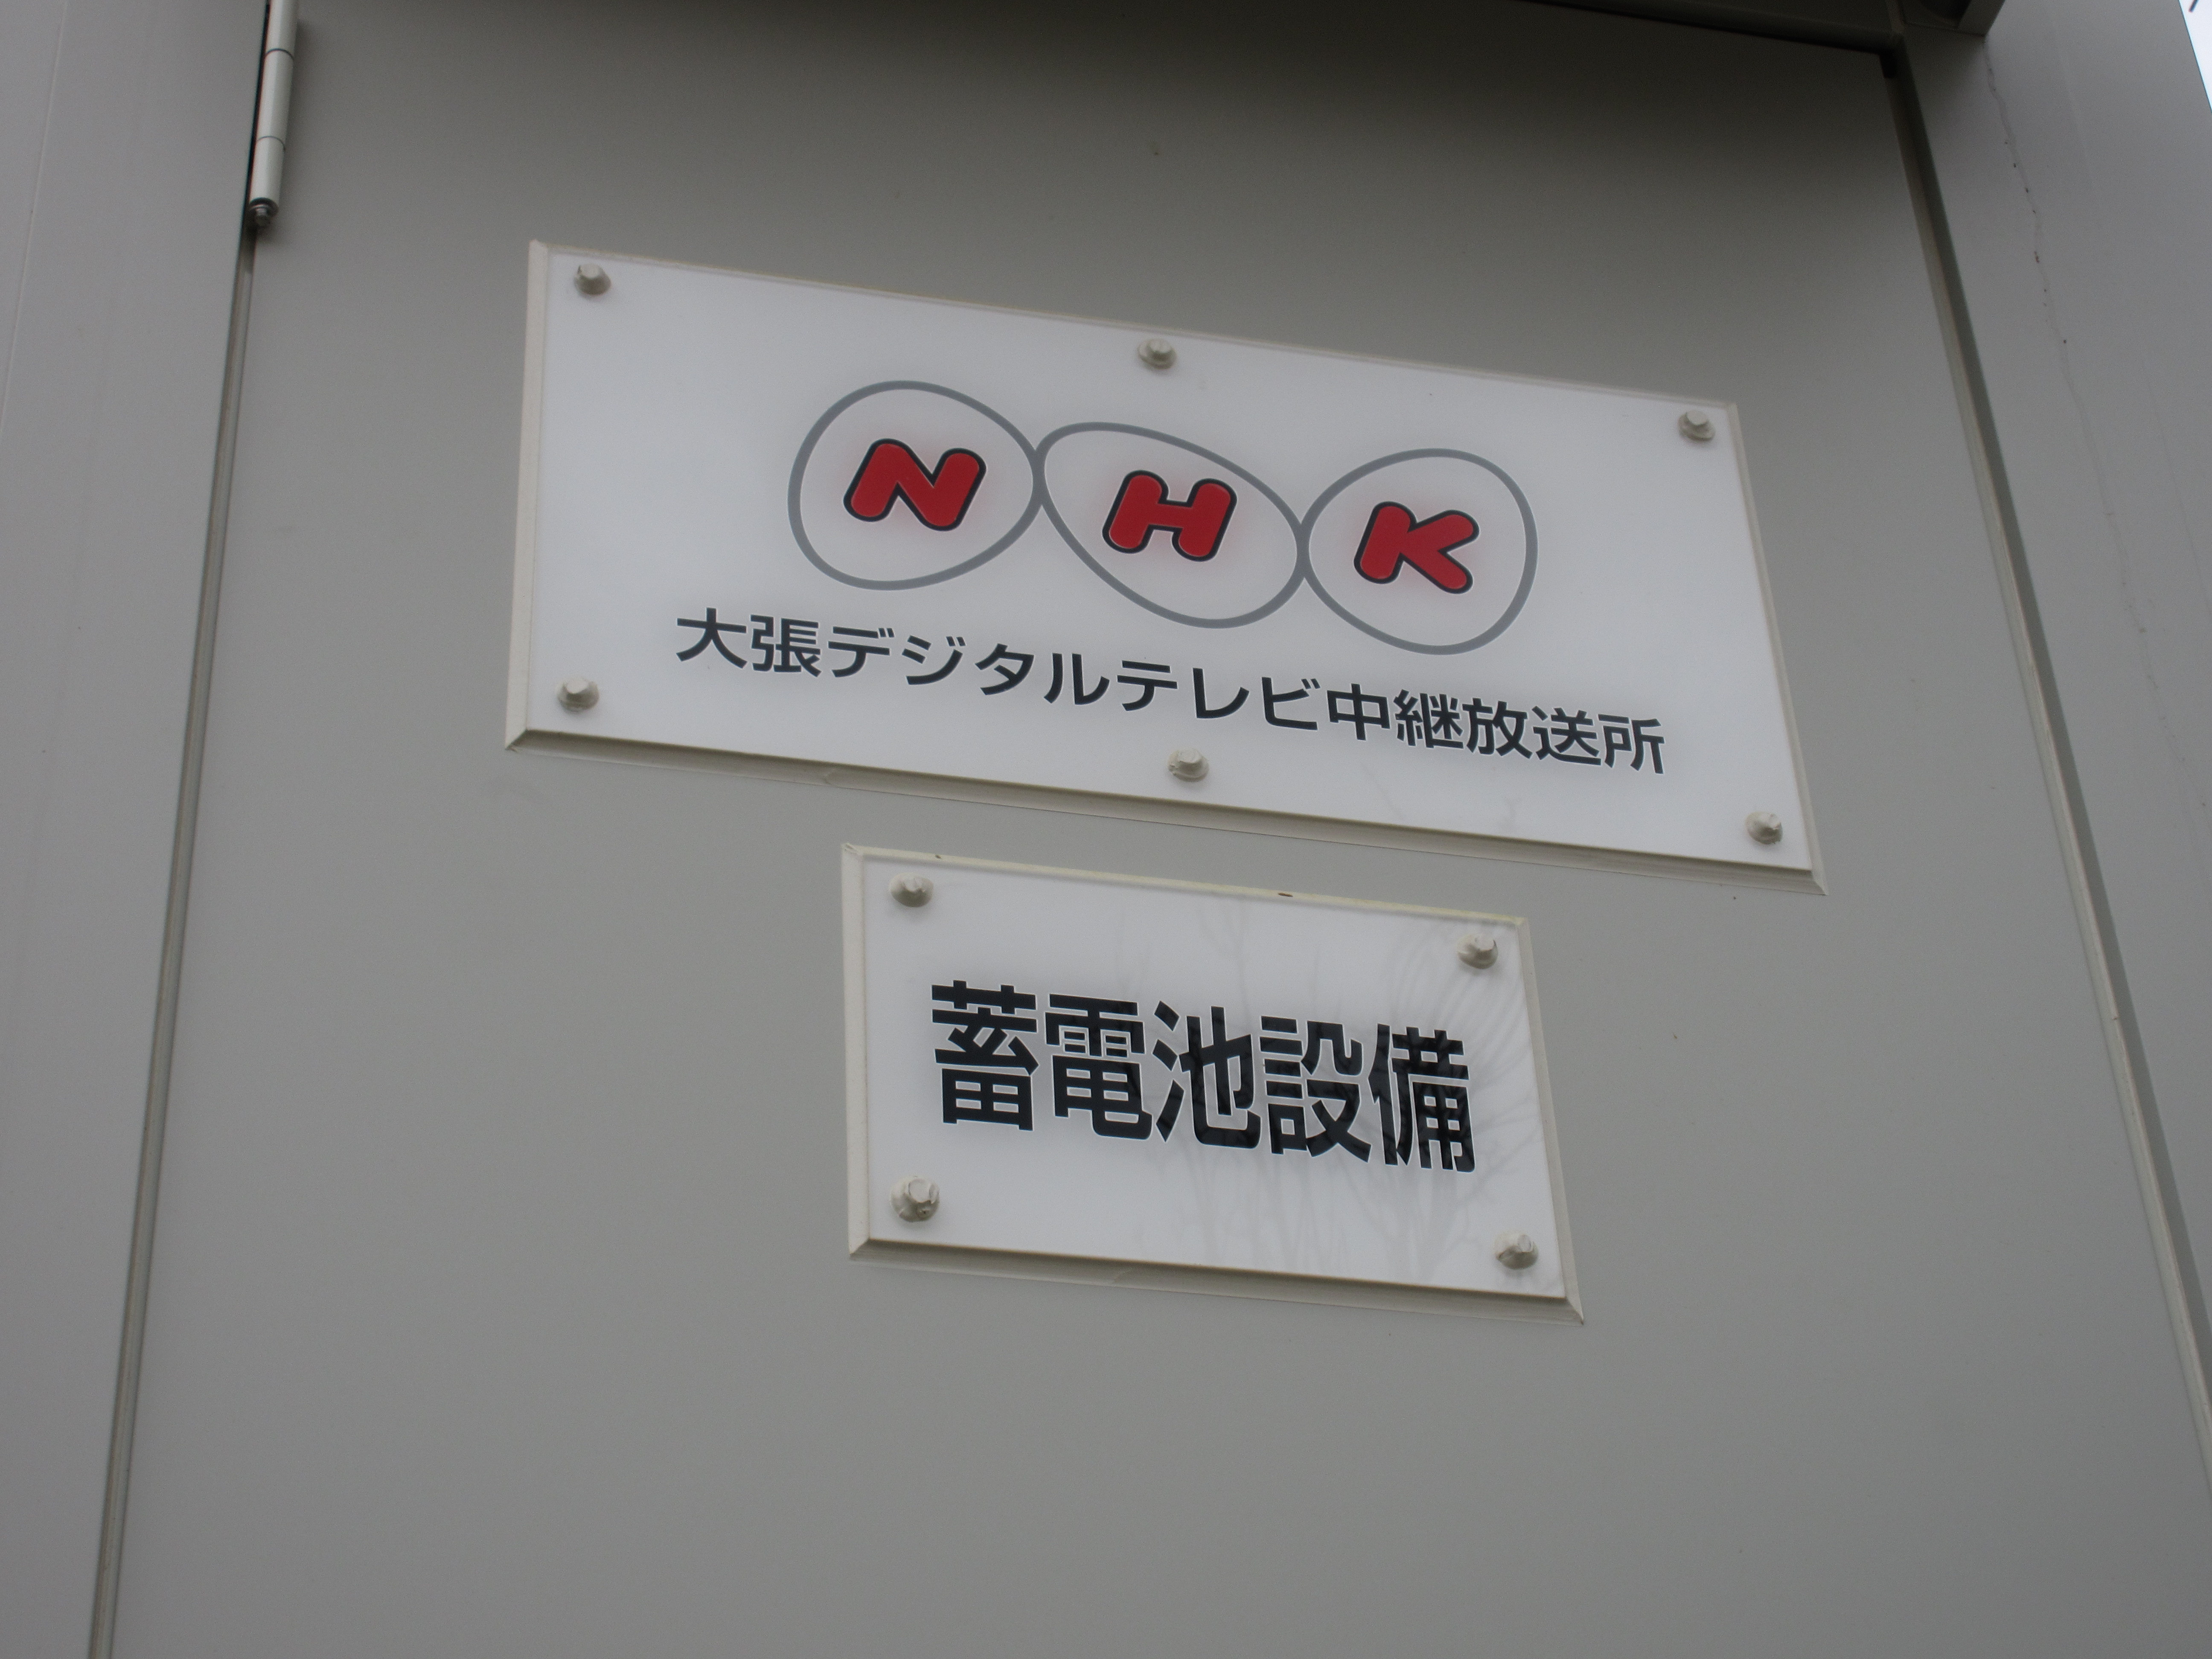 NHK
大張デジタルテレビ中継放送所
蓄電池設備